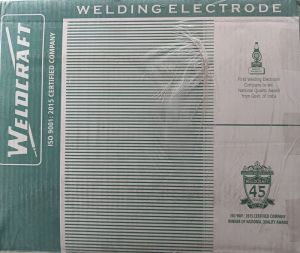 WELDING ELECTRODE
WELDCRAFT
ISO 9001: 2015 CERTIFIED COMPANY
First Welding Electrode
Company to win
National Quality Award
from Govt. of India
45
ISO 9001: 2015 CERTIFIED COMPANY
WINNER OF NATIONAL QUALITY AWARD